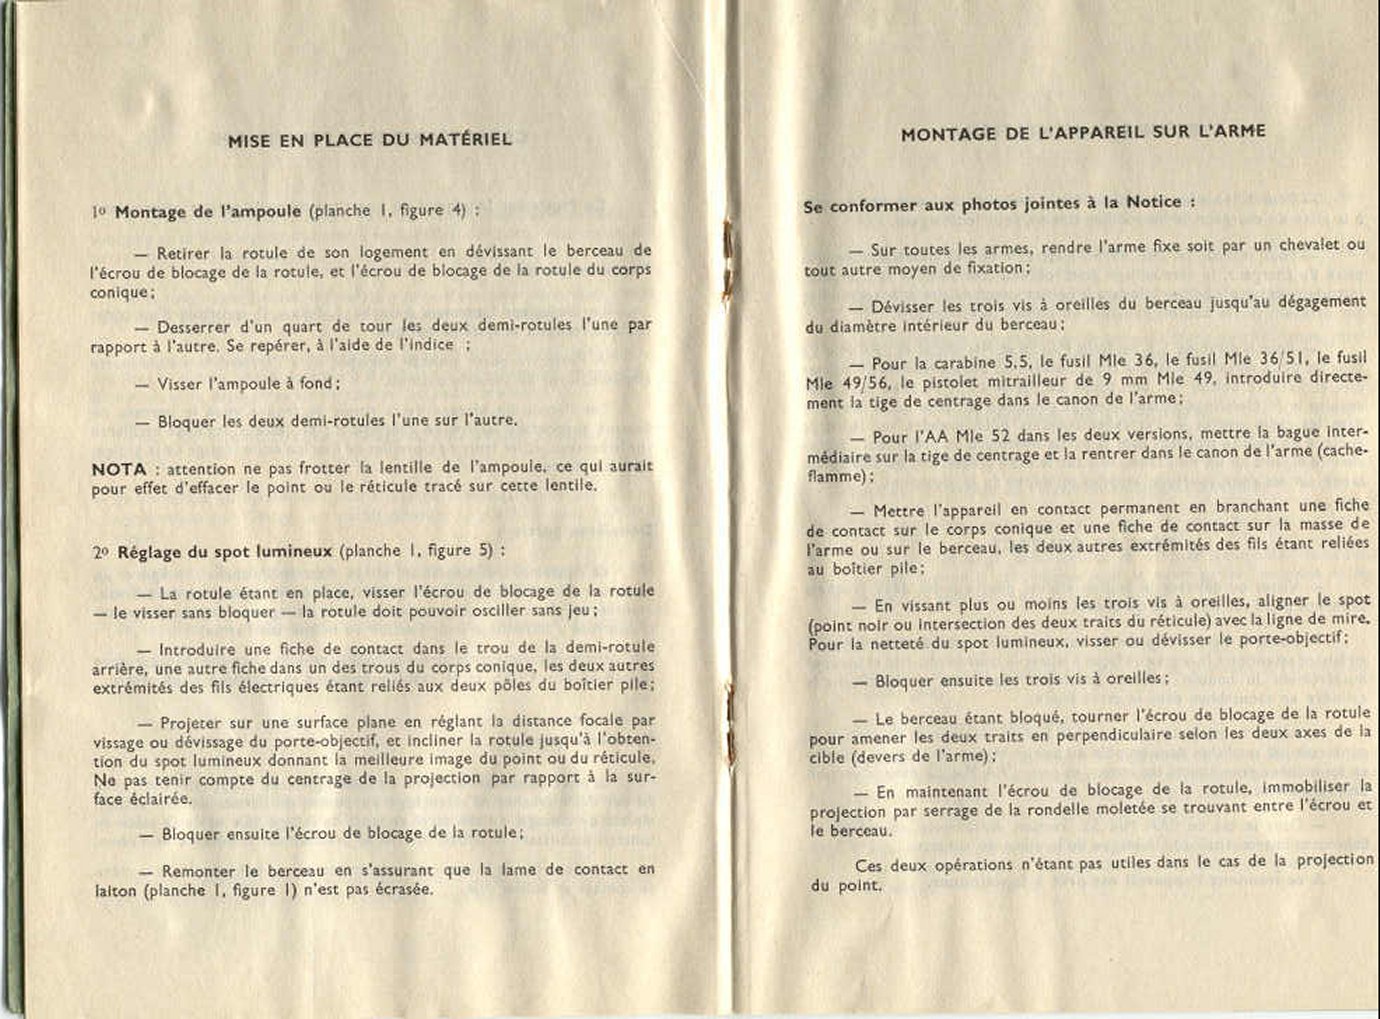 MISE EN PLACE DU MATÉRIEL
1º Montage de l'ampoule (planche 1, figure 4) :
— Retirer la rotule de son logement en dévissant le berceau de
l'écrou de blocage de la rotule, et l'écrou de blocage de la rotule du corps
conique;
— Desserrer d'un quart de tour les deux demi-rotules l'une par
rapport à l'autre. Se repérer, à l'aide de l'indice ;
— Visser l'ampoule à fond;
— Bloquer les deux demi-rotules l'une sur l'autre.
NOTA : attention ne pas frotter la lentille de l'ampoule, ce qui aurait
pour effet d'effacer le point ou le réticule tracé sur cette lentile.
2º Réglage du spot lumineux (planche 1, figure 5) :
— La rotule étant en place, visser l'écrou de blocage de la rotule
— le visser sans bloquer — la rotule doit pouvoir osciller sans jeu;
— Introduire une fiche de contact dans le trou de la demi-rotule
arrière, une autre fiche dans un des trous du corps conique, les deux autres
extrémités des fils électriques étant reliés aux deux pôles du boîtier pile;
— Projeter sur une surface plane en réglant la distance focale par
vissage ou dévissage du porte-objectif, et incliner la rotule jusqu'à l'obten-
tion du spot lumineux donnant la meilleure image du point ou du réticule.
Ne pas tenir compte du centrage de la projection par rapport à la sur-
face éclairée.
— Bloquer ensuite l'écrou de blocage de la rotule;
— Remonter le berceau en s'assurant que la lame de contact en
laiton (planche 1, figure 1) n'est pas écrasée.
MONTAGE DE L'APPAREIL SUR L'ARME
Se conformer aux photos jointes à la Notice :
— Sur toutes les armes, rendre l'arme fixe soit par un chevalet ou
tout autre moyen de fixation;
— Dévisser les trois vis à oreilles du berceau jusqu'au dégagement
du diamètre intérieur du berceau;
— Pour la carabine 5,5, le fusil Mle 36, le fusil Mle 36/51, le fusil
Mle 49/56, le pistolet mitrailleur de 9 mm Mle 49, introduire directe-
ment la tige de centrage dans le canon de l'arme;
— Pour l'AA Mle 52 dans les deux versions, mettre la bague inter-
médiaire sur la tige de centrage et la rentrer dans le canon de l'arme (cache-
flamme);
— Mettre l'appareil en contact permanent en branchant une fiche
de contact sur le corps conique et une fiche de contact sur la masse de
l'arme ou sur le berceau, les deux autres extrémités des fils étant reliées
au boîtier pile;
— En vissant plus ou moins les trois vis à oreilles, aligner le spot
(point noir ou intersection des deux traits du réticule) avec la ligne de mire.
Pour la netteté du spot lumineux, visser ou dévisser le porte-objectif;
— Bloquer ensuite les trois vis à oreilles;
— Le berceau étant bloqué, tourner l'écrou de blocage de la rotule
pour amener les deux traits en perpendiculaire selon les deux axes de la
cible (devers de l'arme);
— En maintenant l'écrou de blocage de la rotule, immobiliser la
projection par serrage de la rondelle moletée se trouvant entre l'écrou et
le berceau.
Ces deux opérations n'étant pas utiles dans le cas de la projection
du point.